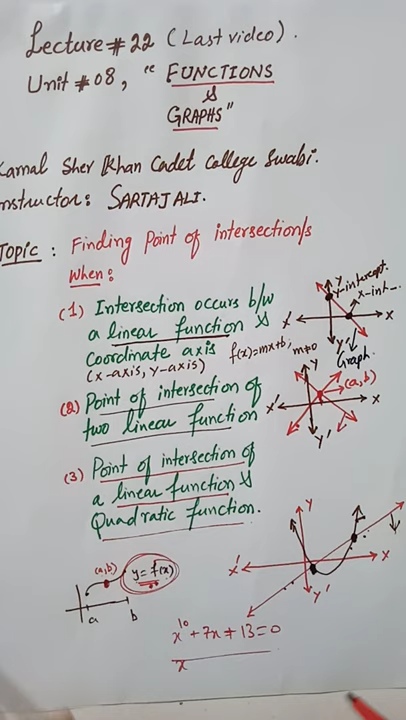 Lecture # 22 (Last video).
Unit # 08, " FUNCTIONS
&
GRAPHS"
Kamal Sher Khan Cadet College Swabi.
Instructor: SARTAJ ALI.
Topic: Finding Point of intersection/s
When:
(1) Intersection occurs b/w
a linear function &
Coordinate axis f(x)=mx+b; m≠0
(x-axis, y-axis)
Y
y-intercept.
x-int-.
X' X
Y'
Graph.
(2) Point of intersection of
two linear function
Y
(a,b)
X' X
Y'
(3) Point of intersection of
a linear function &
Quadratic function.
Y
X' X
Y'
(a,b) y=f(x)
a b
x¹⁰+7x+13=0
x